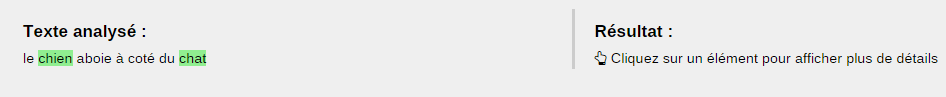 Texte analysé :
le chien aboie à coté du chat
Résultat :
Cliquez sur un élément pour afficher plus de détails